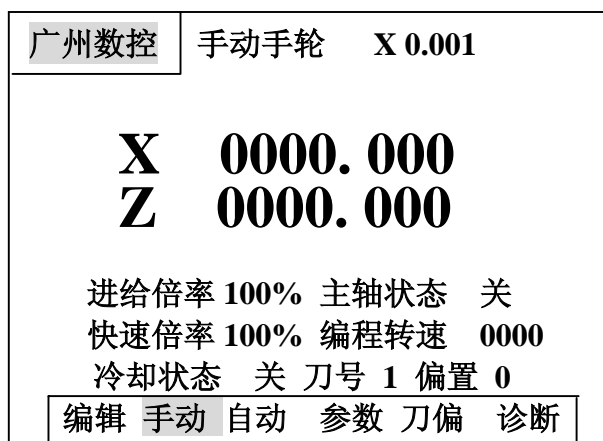 广州数控 手动手轮 X 0.001
X 0000. 000
Z 0000. 000
进给倍率 100% 主轴状态 关
快速倍率 100% 编程转速 0000
冷却状态 关 刀号 1 偏置 0
编辑 手动 自动 参数 刀偏 诊断